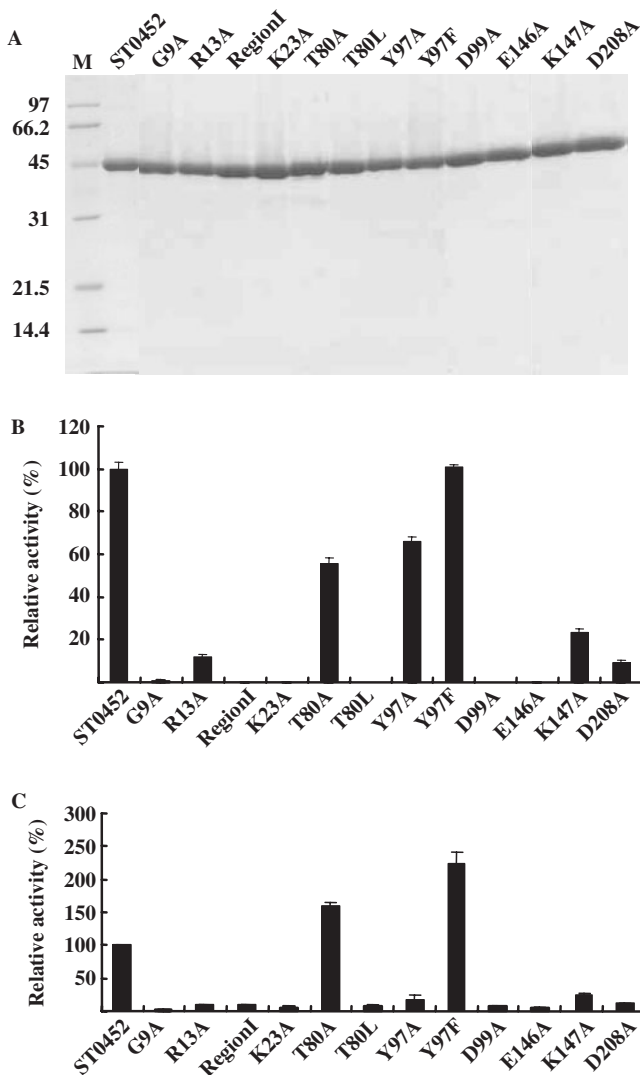 A
M ST0452 G9A R13A RegionI K23A T80A T80L Y97A Y97F D99A E146A K147A D208A
97
66.2
45
31
21.5
14.4
B
Relative activity (%)
120
100
80
60
40
20
ST0452 G9A R13A RegionI K23A T80A T80L Y97A Y97F D99A E146A K147A D208A
C
Relative activity (%)
300
250
200
150
100
50
ST0452 G9A R13A RegionI K23A T80A T80L Y97A Y97F D99A E146A K147A D208A